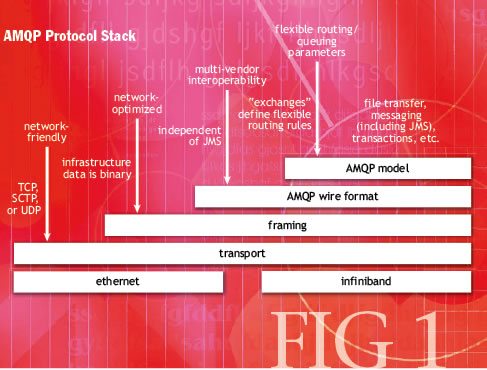 AMQP Protocol Stack
flexible routing/
queuing
parameters
multi-vendor
interoperability
network-
optimized
network-
friendly
"exchanges"
define flexible
routing rules
file transfer,
messaging
(including JMS),
transactions, etc.
independent
of JMS
infrastructure
data is binary
TCP,
SCTP,
or UDP
AMQP model
AMQP wire format
framing
transport
ethernet
infiniband
FIG 1